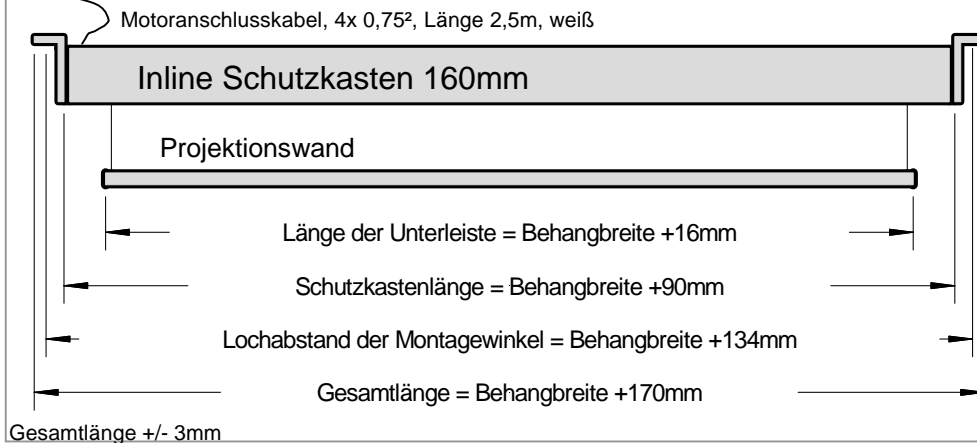 Motoranschlusskabel, 4x 0,75², Länge 2,5m, weiß
Inline Schutzkasten 160mm
Projektionswand
Länge der Unterleiste = Behangbreite +16mm
Schutzkastenlänge = Behangbreite +90mm
Lochabstand der Montagewinkel = Behangbreite +134mm
Gesamtlänge = Behangbreite +170mm
Gesamtlänge +/- 3mm